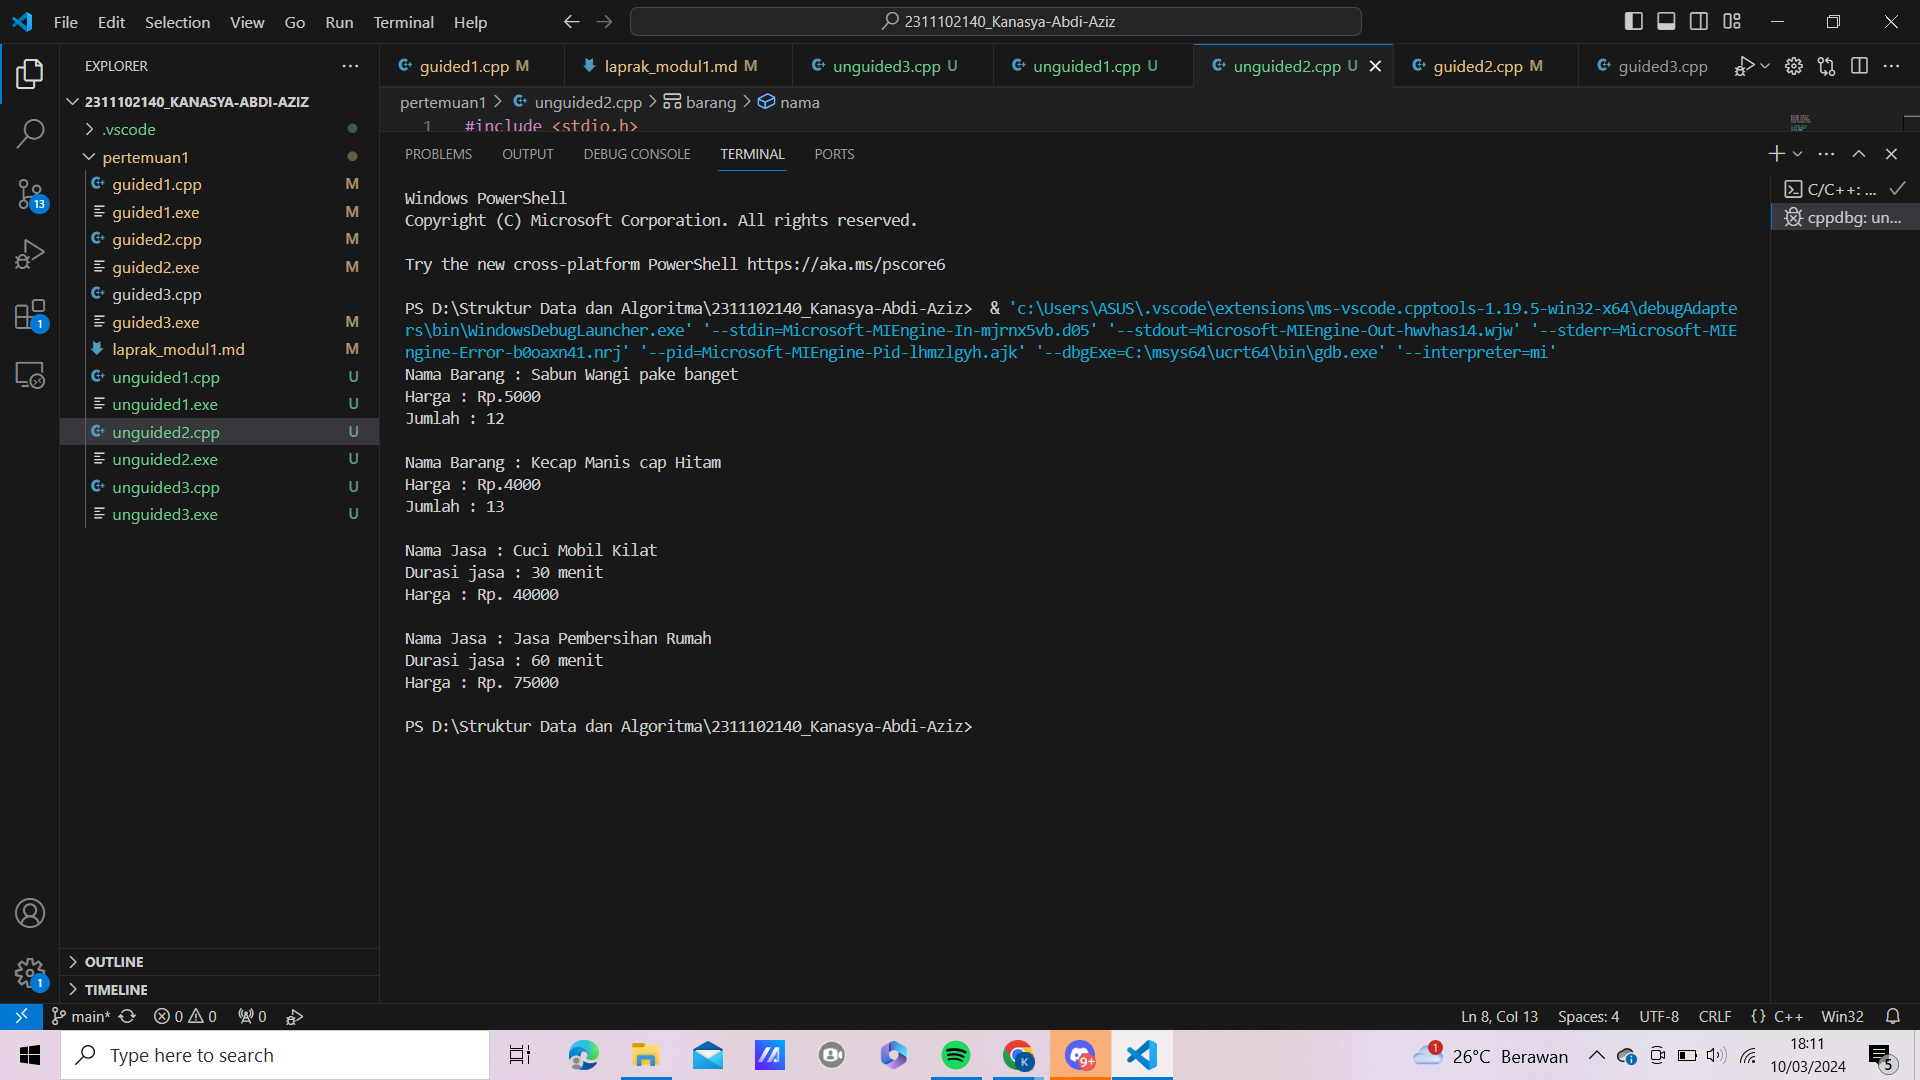 File Edit Selection View Go Run Terminal Help
2311102140_Kanasya-Abdi-Aziz
EXPLORER
guided1.cpp M
laprak_modul1.md M
unguided3.cpp U
unguided1.cpp U
unguided2.cpp U
guided2.cpp M
guided3.cpp
2311102140_KANASYA-ABDI-AZIZ
pertemuan1 > unguided2.cpp > barang > nama
1 #include <stdio.h>
.vscode
pertemuan1
guided1.cpp M
guided1.exe M
guided2.cpp M
guided2.exe M
guided3.cpp
guided3.exe M
laprak_modul1.md M
unguided1.cpp U
unguided1.exe U
unguided2.cpp U
unguided2.exe U
unguided3.cpp U
unguided3.exe U
OUTLINE
TIMELINE
13
1
1
PROBLEMS OUTPUT DEBUG CONSOLE TERMINAL PORTS
C/C++: ...
cppdbg: un...
Windows PowerShell
Copyright (C) Microsoft Corporation. All rights reserved.
Try the new cross-platform PowerShell https://aka.ms/pscore6
PS D:\Struktur Data dan Algoritma\2311102140_Kanasya-Abdi-Aziz>  & 'c:\Users\ASUS\.vscode\extensions\ms-vscode.cpptools-1.19.5-win32-x64\debugAdapte
rs\bin\WindowsDebugLauncher.exe' '--stdin=Microsoft-MIEngine-In-mjrnx5vb.d05' '--stdout=Microsoft-MIEngine-Out-hwvhas14.wjw' '--stderr=Microsoft-MIE
ngine-Error-b0oaxn41.nrj' '--pid=Microsoft-MIEngine-Pid-lhmzlgyh.ajk' '--dbgExe=C:\msys64\ucrt64\bin\gdb.exe' '--interpreter=mi'
Nama Barang : Sabun Wangi pake banget
Harga : Rp.5000
Jumlah : 12
Nama Barang : Kecap Manis cap Hitam
Harga : Rp.4000
Jumlah : 13
Nama Jasa : Cuci Mobil Kilat
Durasi jasa : 30 menit
Harga : Rp. 40000
Nama Jasa : Jasa Pembersihan Rumah
Durasi jasa : 60 menit
Harga : Rp. 75000
PS D:\Struktur Data dan Algoritma\2311102140_Kanasya-Abdi-Aziz>
main* 0 0 0
Ln 8, Col 13 Spaces: 4 UTF-8 CRLF {} C++ Win32
Type here to search
K
9+
1
26°C Berawan
18:11
10/03/2024
5